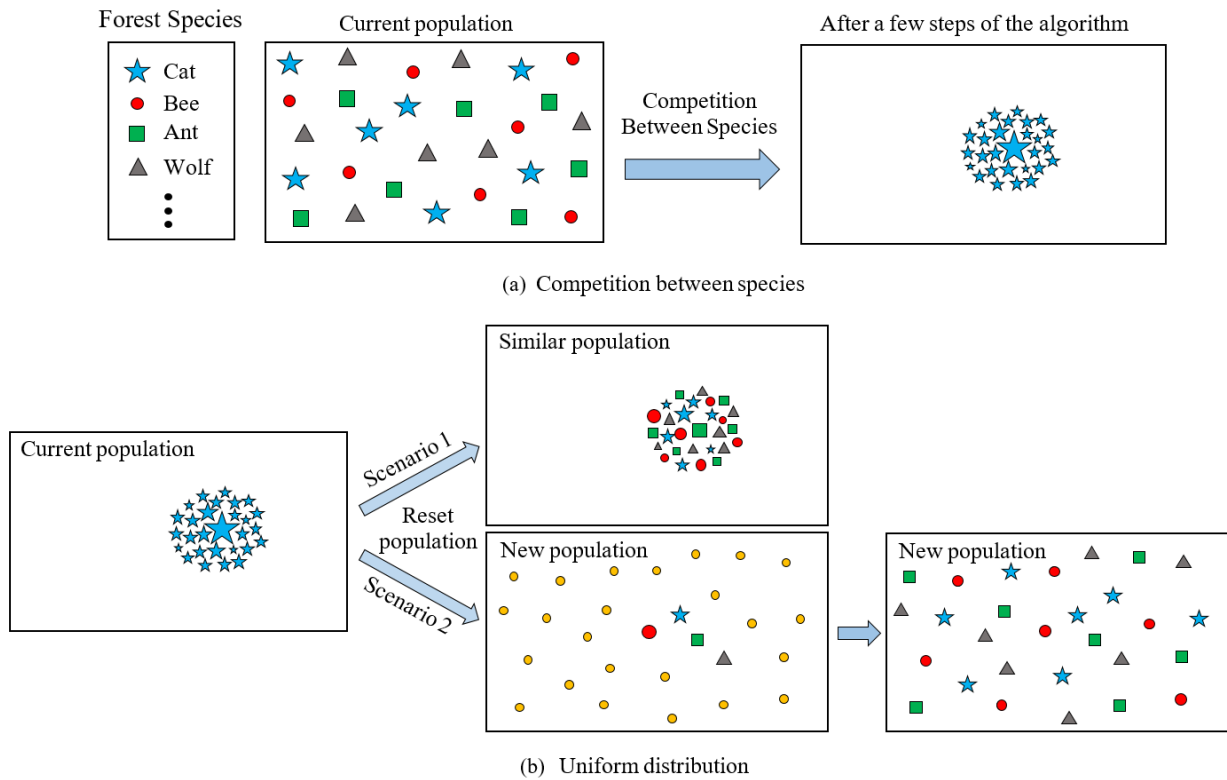 Forest Species
Cat
Bee
Ant
Wolf
Current population
Competition
Between Species
After a few steps of the algorithm
(a) Competition between species
Current population
Scenario 1
Reset
population
Scenario 2
Similar population
New population
New population
(b) Uniform distribution